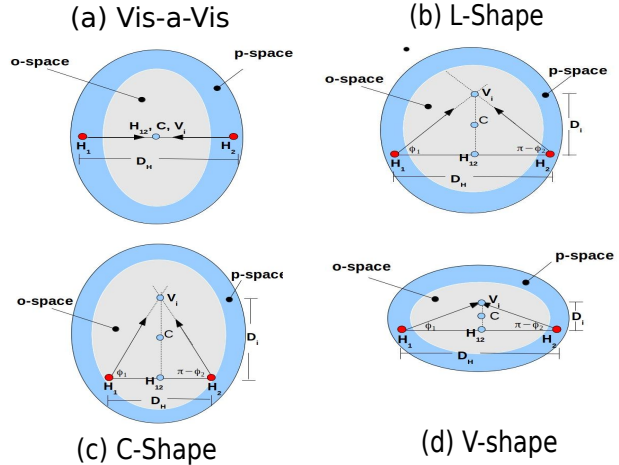 (a) Vis-a-Vis
o-space
p-space
H12, C, Vi
H1
H2
DH
(b) L-Shape
o-space
p-space
Vi
C
Di
ϕ1
π−ϕ2
H1
H12
H2
DH
p-space
o-space
Vi
C
Di
ϕ1
π−ϕ2
H1
H12
H2
DH
(c) C-Shape
p-space
o-space
Vi
C
Di
ϕ1
π−ϕ2
H1
H12
H2
DH
(d) V-shape